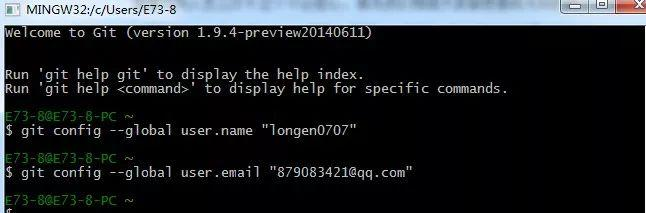 MINGW32:/c/Users/E73-8
Welcome to Git (version 1.9.4-preview20140611)
Run 'git help git' to display the help index.
Run 'git help <command>' to display help for specific commands.
E73-8@E73-8-PC ~
$ git config --global user.name "longen0707"
E73-8@E73-8-PC ~
$ git config --global user.email "879083421@qq.com"
E73-8@E73-8-PC ~
$